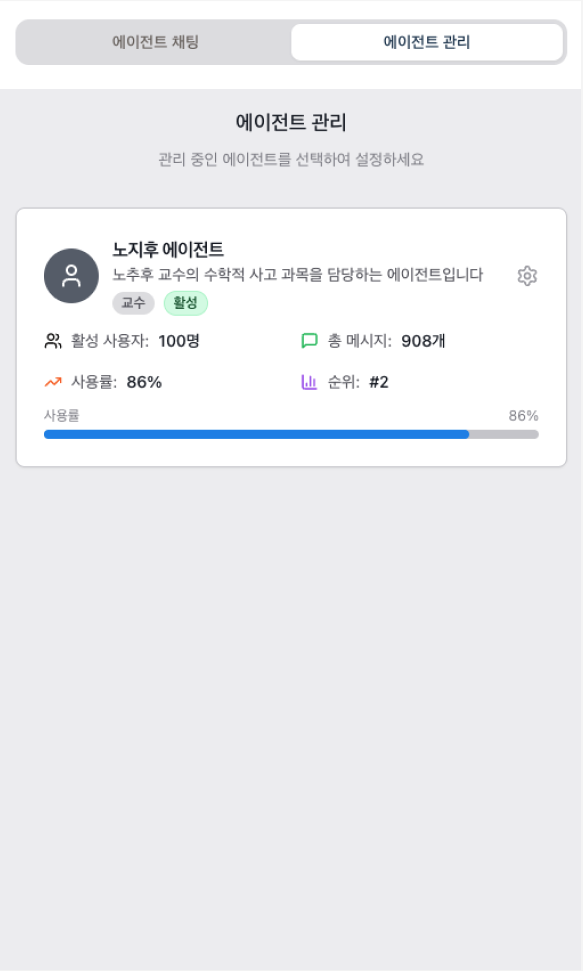 에이전트 채팅 에이전트 관리
에이전트 관리
관리 중인 에이전트를 선택하여 설정하세요
노지후 에이전트
노추후 교수의 수학적 사고 과목을 담당하는 에이전트입니다
교수 활성
활성 사용자: 100명 총 메시지: 908개
사용률: 86% 순위: #2
사용률 86%